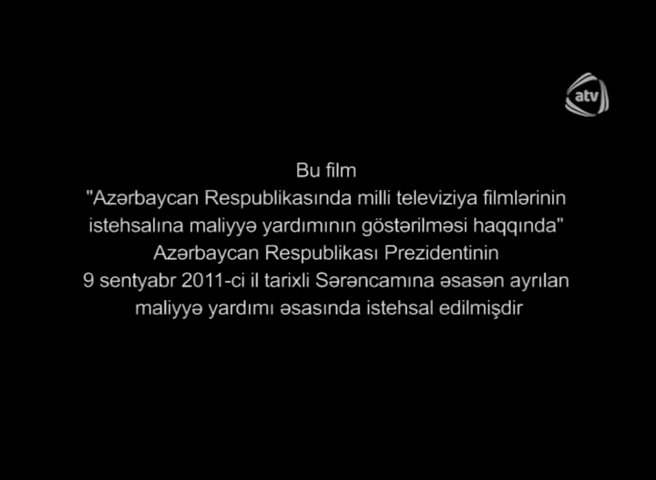 atv
Bu film
"Azərbaycan Respublikasında milli televiziya filmlərinin
istehsalına maliyyə yardımının göstərilməsi haqqında"
Azərbaycan Respublikası Prezidentinin
9 sentyabr 2011-ci il tarixli Sərəncamına əsasən ayrılan
maliyyə yardımı əsasında istehsal edilmişdir